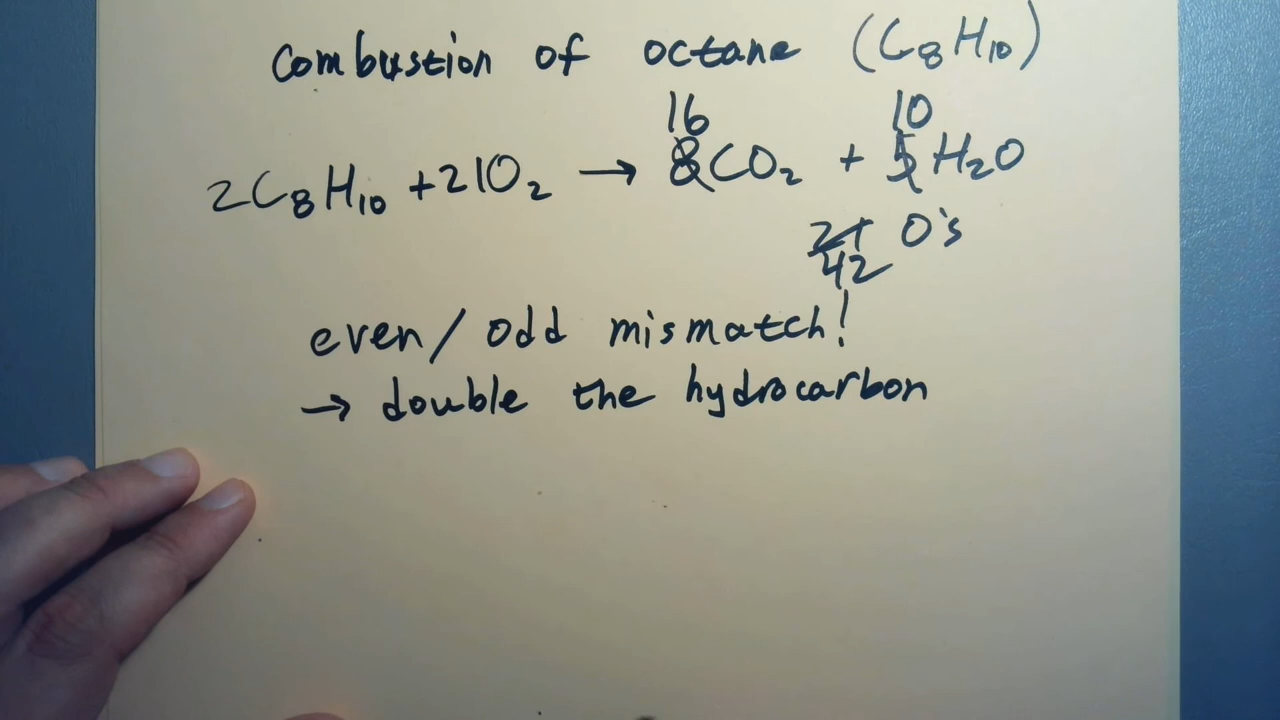 Combustion of octane (C₈H₁₀)
16 10
2C₈H₁₀ + 21O₂ → 8CO₂ + 5H₂O
21 O's
42
even/odd mismatch!
→ double the hydrocarbon